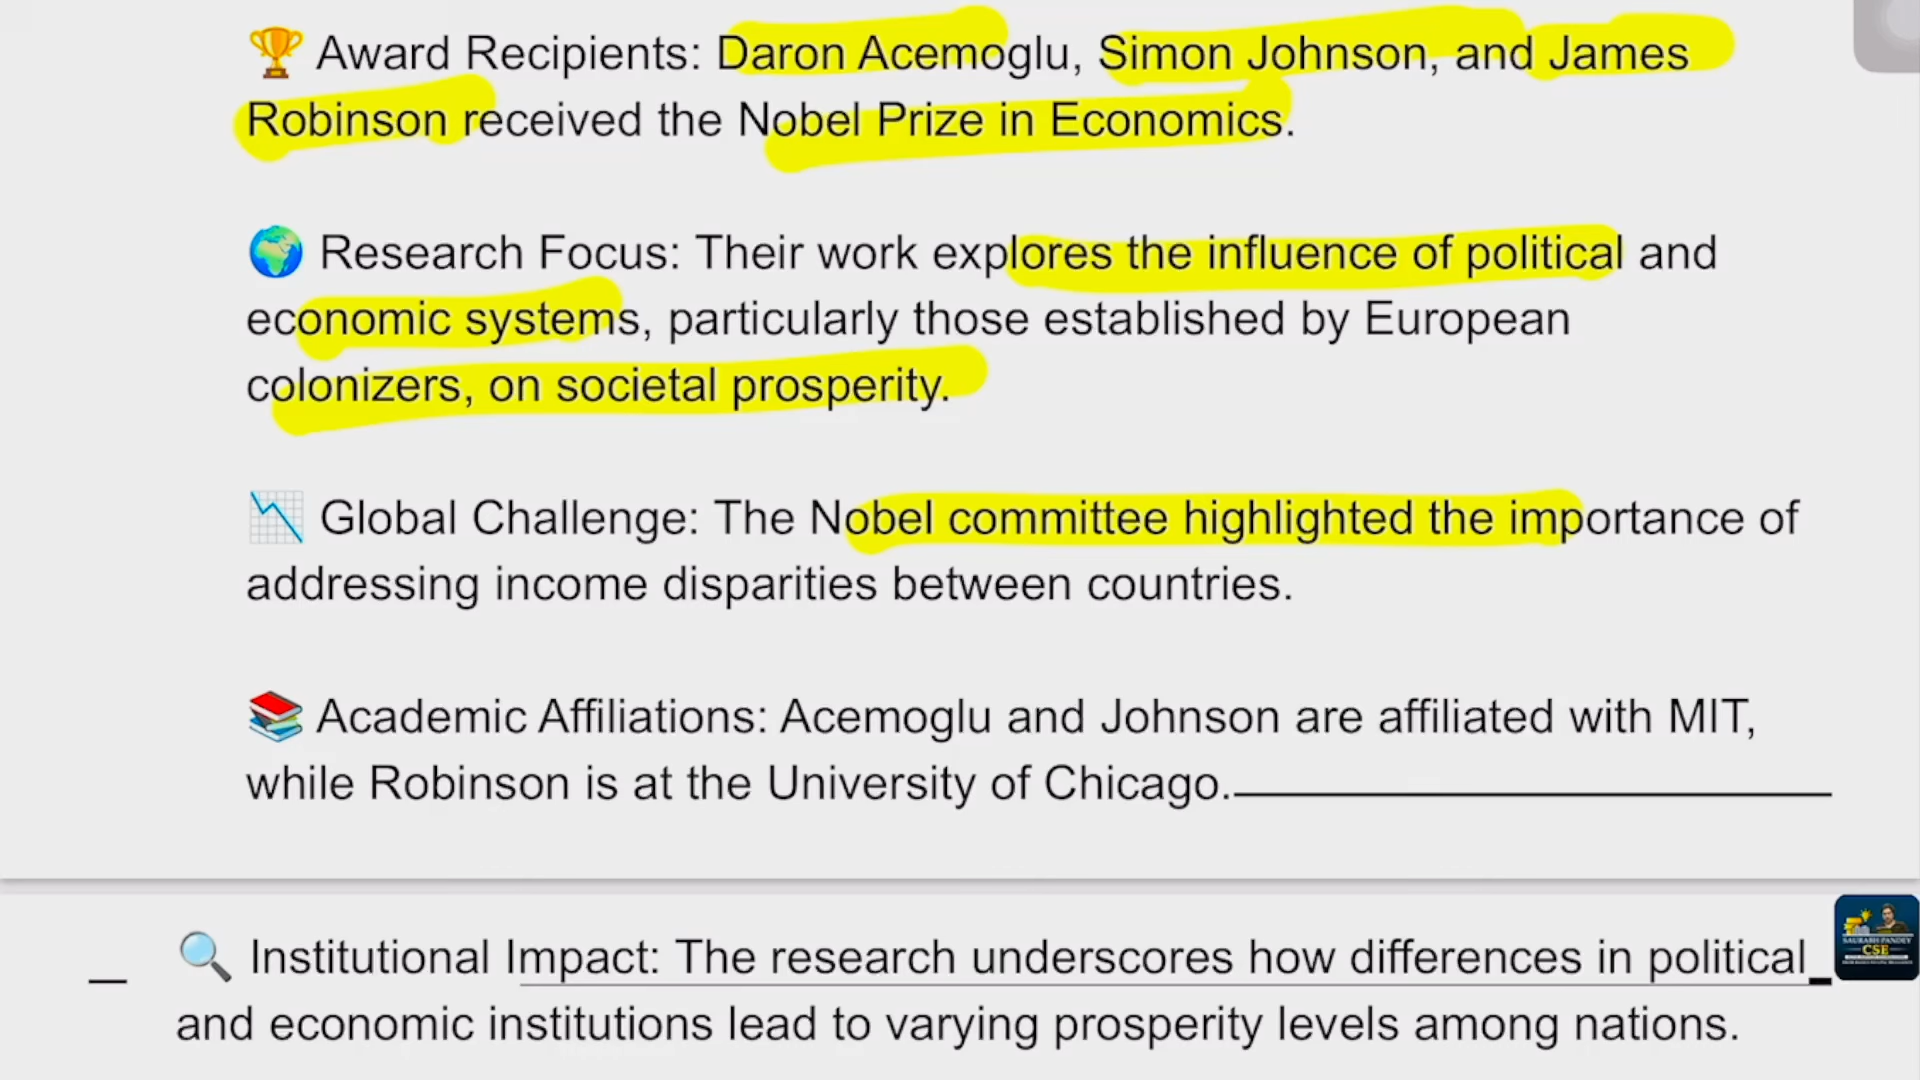 🏆 Award Recipients: Daron Acemoglu, Simon Johnson, and James
Robinson received the Nobel Prize in Economics.
🌍 Research Focus: Their work explores the influence of political and
economic systems, particularly those established by European
colonizers, on societal prosperity.
📉 Global Challenge: The Nobel committee highlighted the importance of
addressing income disparities between countries.
📚 Academic Affiliations: Acemoglu and Johnson are affiliated with MIT,
while Robinson is at the University of Chicago.
🔍 Institutional Impact: The research underscores how differences in political
and economic institutions lead to varying prosperity levels among nations.
SAURABH PANDEY
CSE